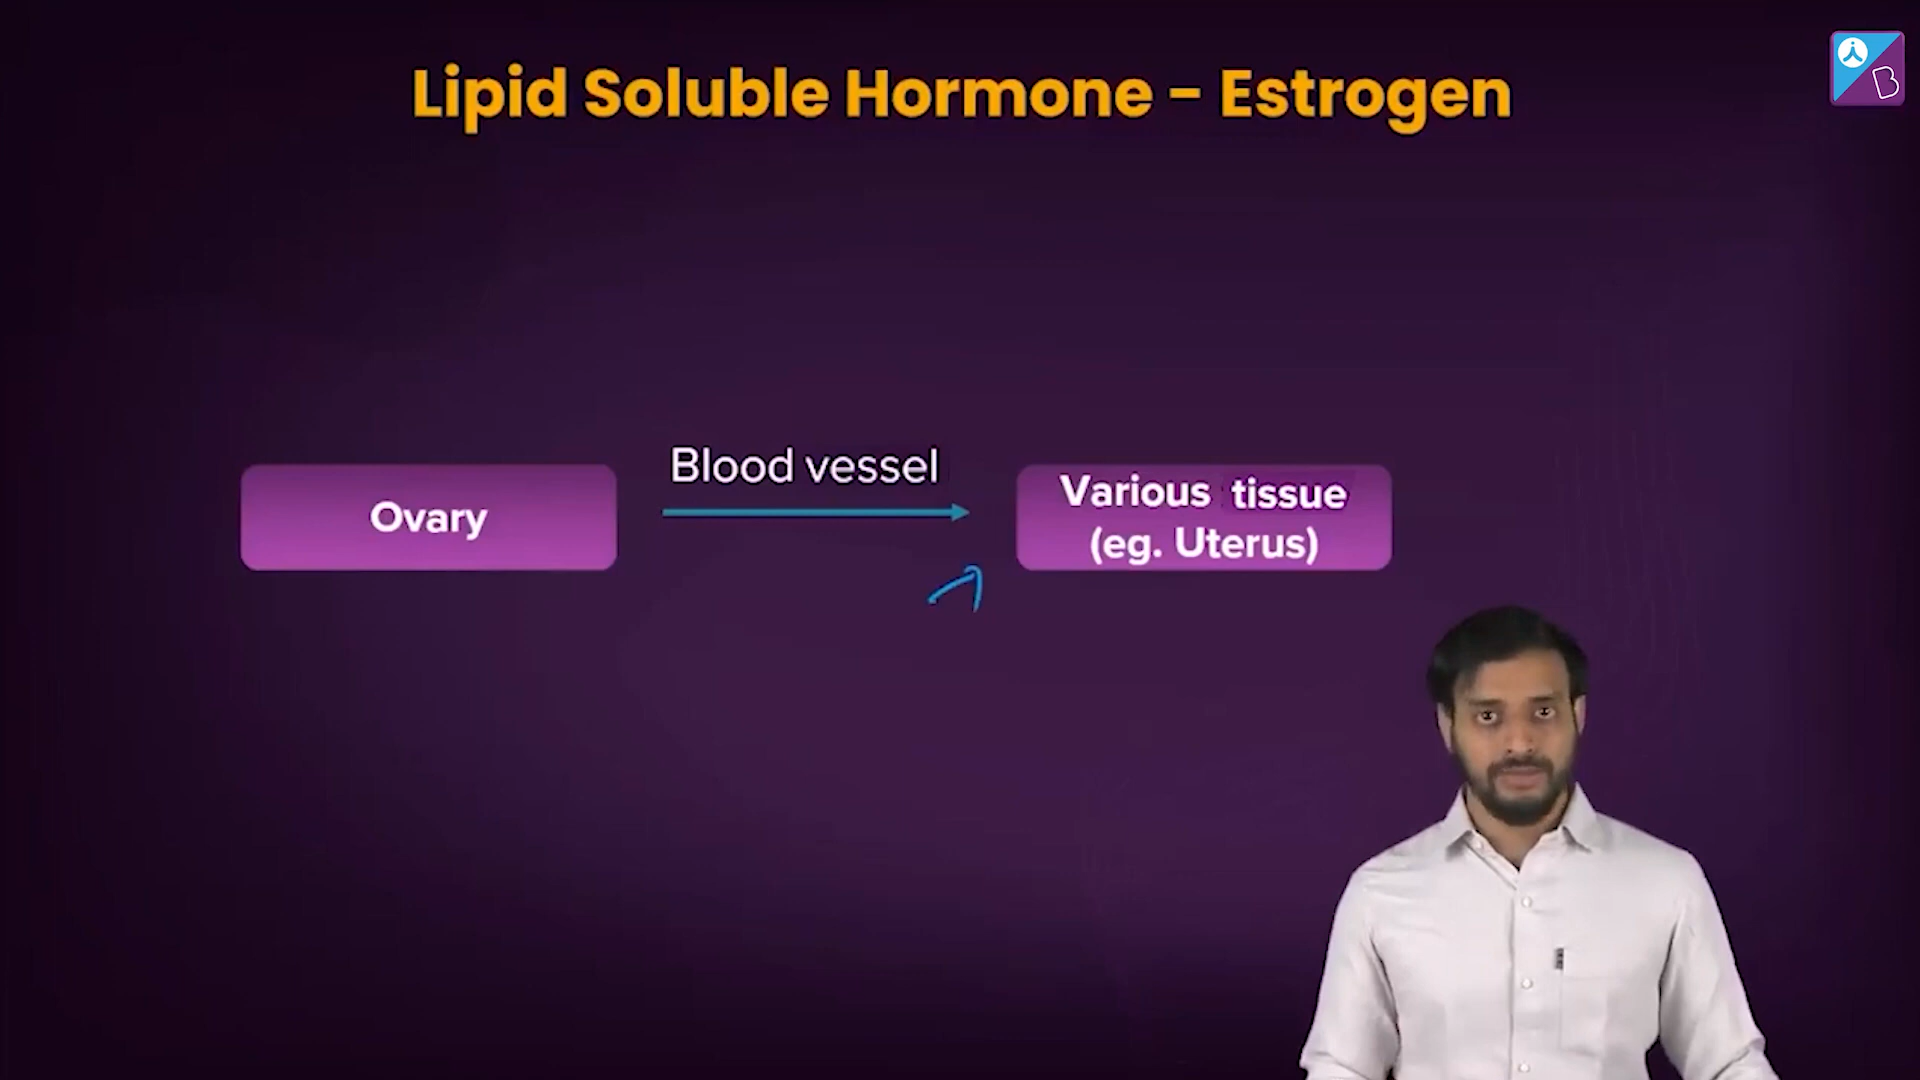 Lipid Soluble Hormone - Estrogen
B
Blood vessel
Ovary
Various tissue
(eg. Uterus)